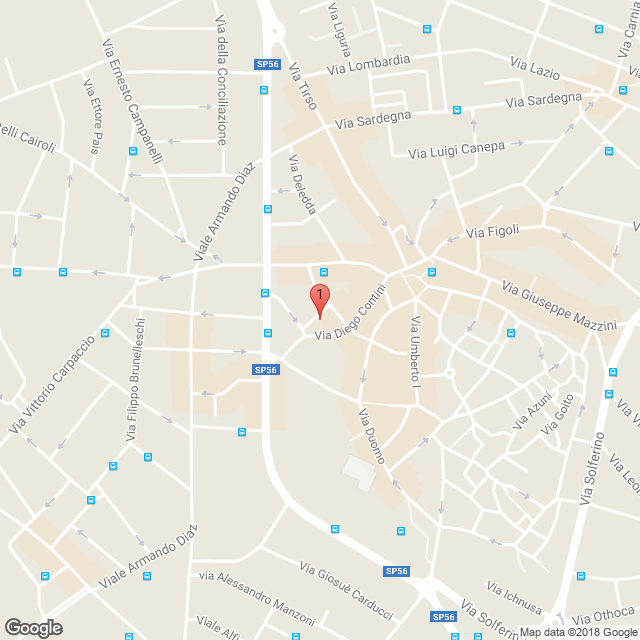 Via Liguria
Via Carnia
Via della Conciliazione
Via Ernesto Campanelli
SP56
Via Lombardia
Via Lazio
Via Ettore Pais
Via Tirso
Via Sardegna
Via Sardegna
elli Cairoli
Via Luigi Canepa
Via Deledda
Viale Armando Diaz
Via Figoli
1
Via Diego Contini
Via Giuseppe Mazzini
Via Umberto I
Via Vittorio Carpaccio
Via Filippo Brunelleschi
SP56
Via Duomo
Via Azuni
Via Goito
Via Solferino
Viale Armando Diaz
SP56
via Alessandro Manzoni
Via Giosuè Carducci
Via Ichnusa
SP56
Via Solferino
Via Othoca
Google
Map data ©2018 Google